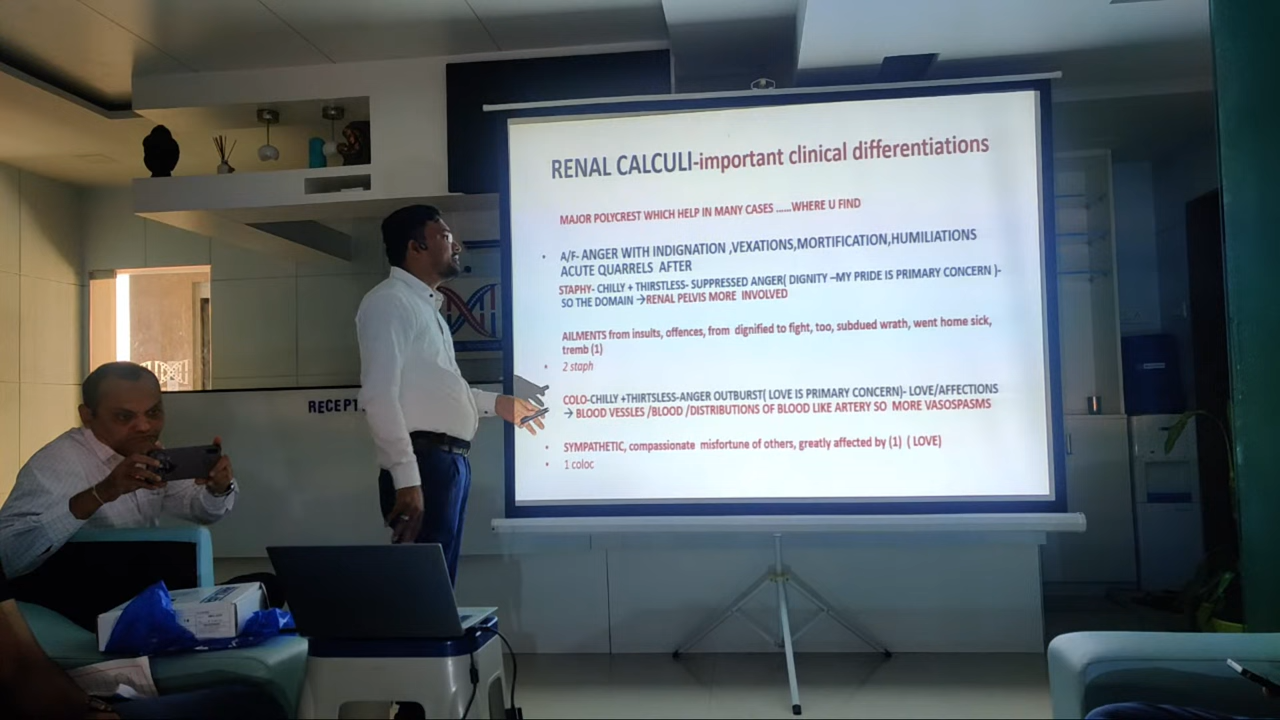 RENAL CALCULI-important clinical differentiations
MAJOR POLYCREST WHICH HELP IN MANY CASES ......WHERE U FIND
• A/F- ANGER WITH INDIGNATION ,VEXATIONS,MORTIFICATION,HUMILIATIONS
ACUTE QUARRELS AFTER
STAPHY- CHILLY + THIRSTLESS- SUPPRESSED ANGER( DIGNITY –MY PRIDE IS PRIMARY CONCERN )-
SO THE DOMAIN →RENAL PELVIS MORE INVOLVED
AILMENTS from insults, offences, from dignified to fight, too, subdued wrath, went home sick,
tremb (1)
• 2 staph
COLO-CHILLY +THIRTSLESS-ANGER OUTBURST( LOVE IS PRIMARY CONCERN)- LOVE/AFFECTIONS
→ BLOOD VESSLES /BLOOD /DISTRIBUTIONS OF BLOOD LIKE ARTERY SO MORE VASOSPASMS
• SYMPATHETIC, compassionate misfortune of others, greatly affected by (1) ( LOVE)
• 1 coloc
RECEPT